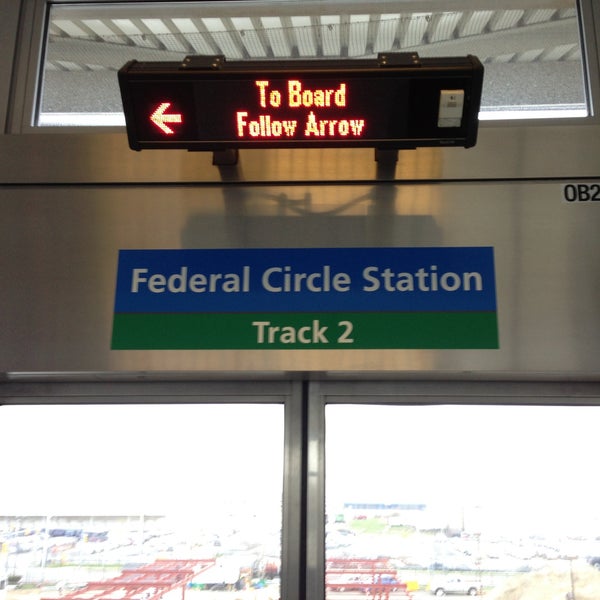 To Board
Follow Arrow
OB2
Federal Circle Station
Track 2